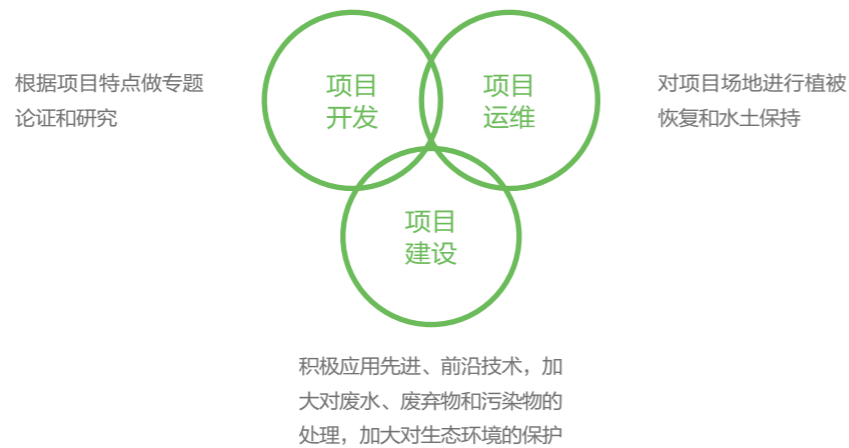 根据项目特点做专题
论证和研究
项目
开发
项目
运维
对项目场地进行植被
恢复和水土保持
项目
建设
积极应用先进、前沿技术，加
大对废水、废弃物和污染物的
处理，加大对生态环境的保护